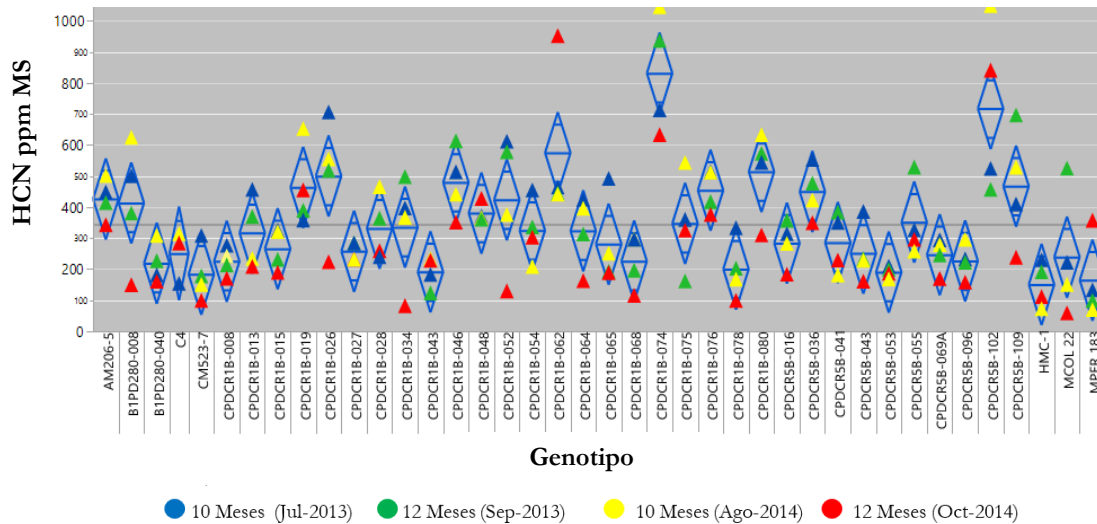 HCN ppm MS
1000
900
800
700
600
500
400
300
200
100
0
AM206-5
B1PD280-008
B1PD280-040
C4
CM523-7
CPDCR1B-008
CPDCR1B-013
CPDCR1B-015
CPDCR1B-019
CPDCR1B-026
CPDCR1B-027
CPDCR1B-028
CPDCR1B-034
CPDCR1B-043
CPDCR1B-046
CPDCR1B-048
CPDCR1B-052
CPDCR1B-054
CPDCR1B-062
CPDCR1B-064
CPDCR1B-065
CPDCR1B-068
CPDCR1B-074
CPDCR1B-075
CPDCR1B-076
CPDCR1B-078
CPDCR1B-080
CPDCR5B-016
CPDCR5B-036
CPDCR5B-041
CPDCR5B-043
CPDCR5B-053
CPDCR5B-055
CPDCR5B-069A
CPDCR5B-096
CPDCR5B-102
CPDCR5B-109
HMC-1
MCOL 22
MPER 183
Genotipo
10 Meses (Jul-2013) 12 Meses (Sep-2013) 10 Meses (Ago-2014) 12 Meses (Oct-2014)